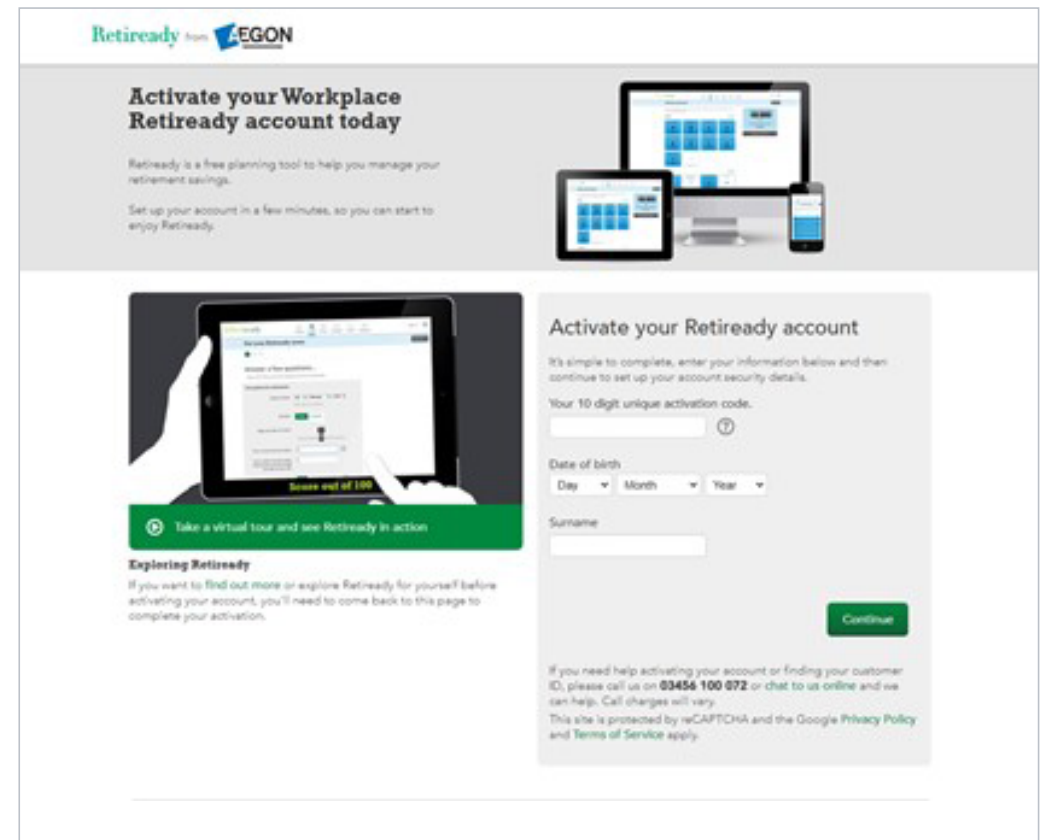 Retiready from AEGON
Activate your Workplace
Retiready account today
Retiready is a free planning tool to help you manage your
retirement savings.
Set up your account in a few minutes, so you can start to
enjoy Retiready.
Score out of 100
Take a virtual tour and see Retiready in action
Exploring Retiready
If you want to find out more or explore Retiready for yourself before
activating your account, you'll need to come back to this page to
complete your activation.
Activate your Retiready account
It's simple to complete, enter your information below and then
continue to set up your account security details.
Your 10 digit unique activation code.
?
Date of birth
Day Month Year
Surname
Continue
If you need help activating your account or finding your customer
ID, please call us on 03456 100 072 or chat to us online and we
can help. Call charges will vary.
This site is protected by reCAPTCHA and the Google Privacy Policy
and Terms of Service apply.